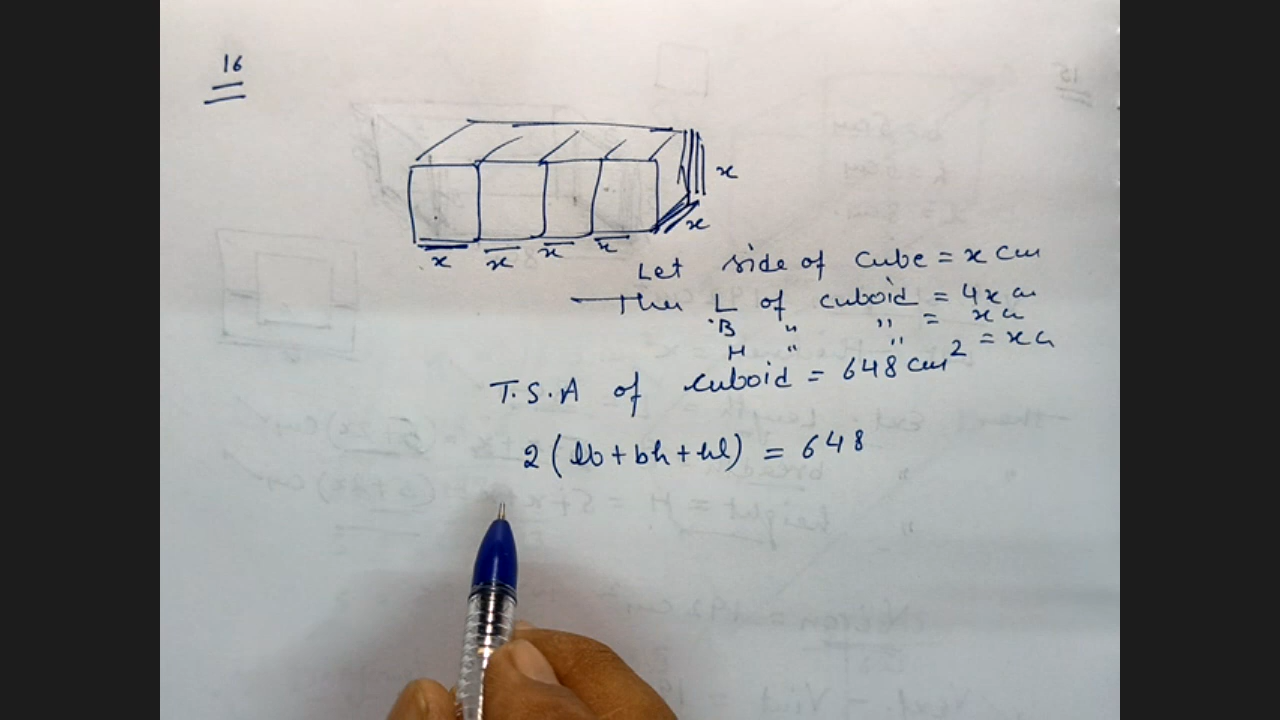 16
x
x
x x x x
Let side of cube = x cm
Then L of cuboid = 4x cm
B " " = x cm
H " " = x cm
T.S.A of cuboid = 648 cm²
2 (lb + bh + hl) = 648